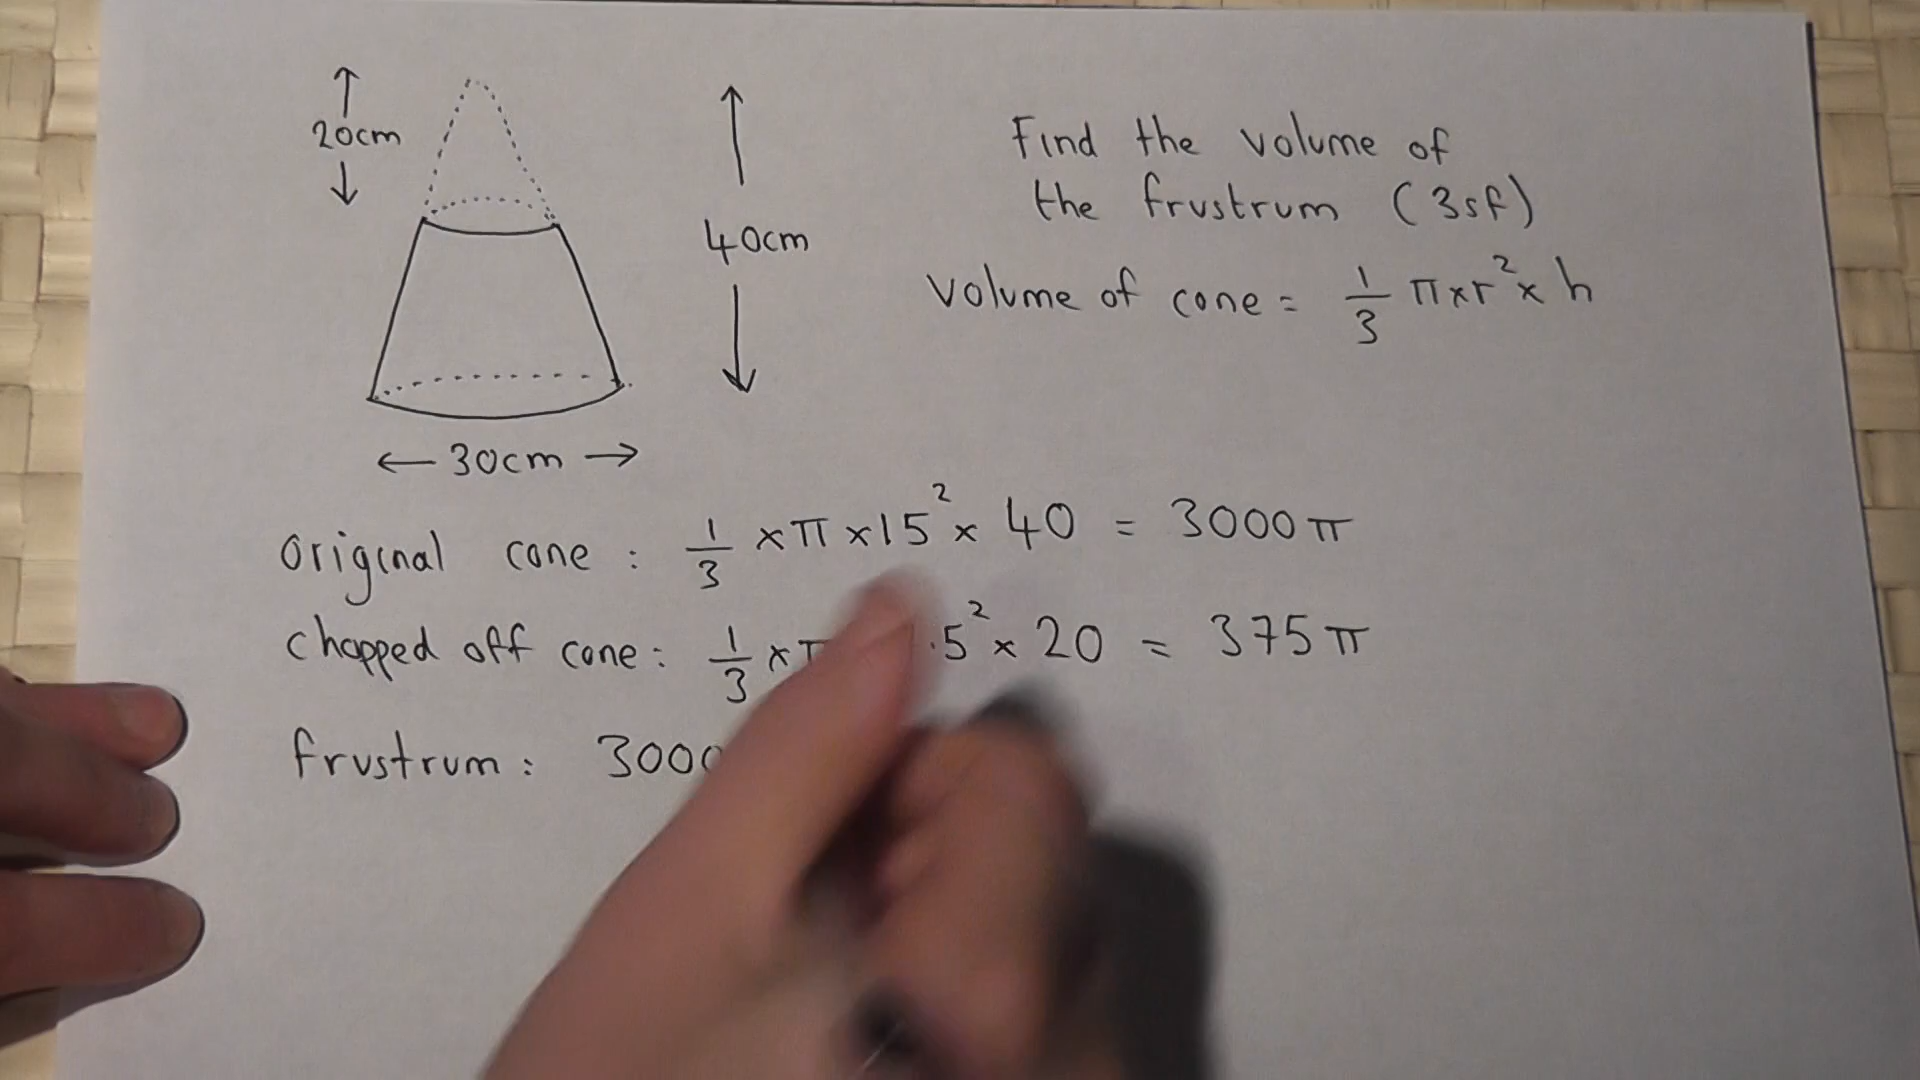 20cm
40cm
30cm
Find the volume of
the frustrum (3sf)
Volume of cone = 1/3 π×r²× h
Original cone : 1/3 ×π×15²× 40 = 3000π
Chopped off cone: 1/3 × .5²× 20 = 375π
frustrum : 3000